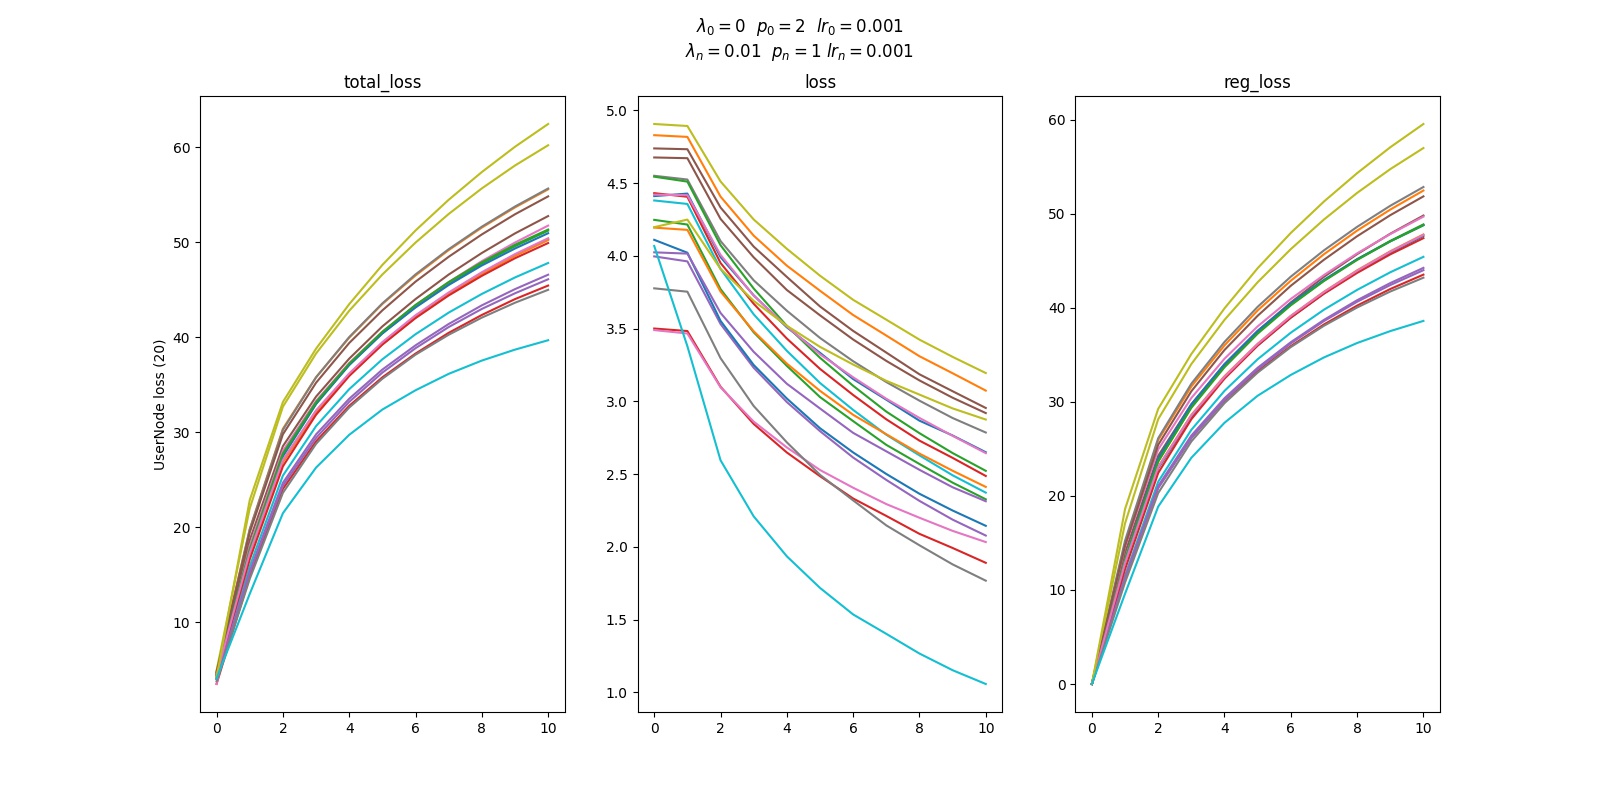 λ₀ = 0 p₀ = 2 lr₀ = 0.001
λₙ = 0.01 pₙ = 1 lrₙ = 0.001
total_loss
loss
reg_loss
UserNode loss (20)
60
50
40
30
20
10
0 2 4 6 8 10
5.0
4.5
4.0
3.5
3.0
2.5
2.0
1.5
1.0
0 2 4 6 8 10
60
50
40
30
20
10
0
0 2 4 6 8 10